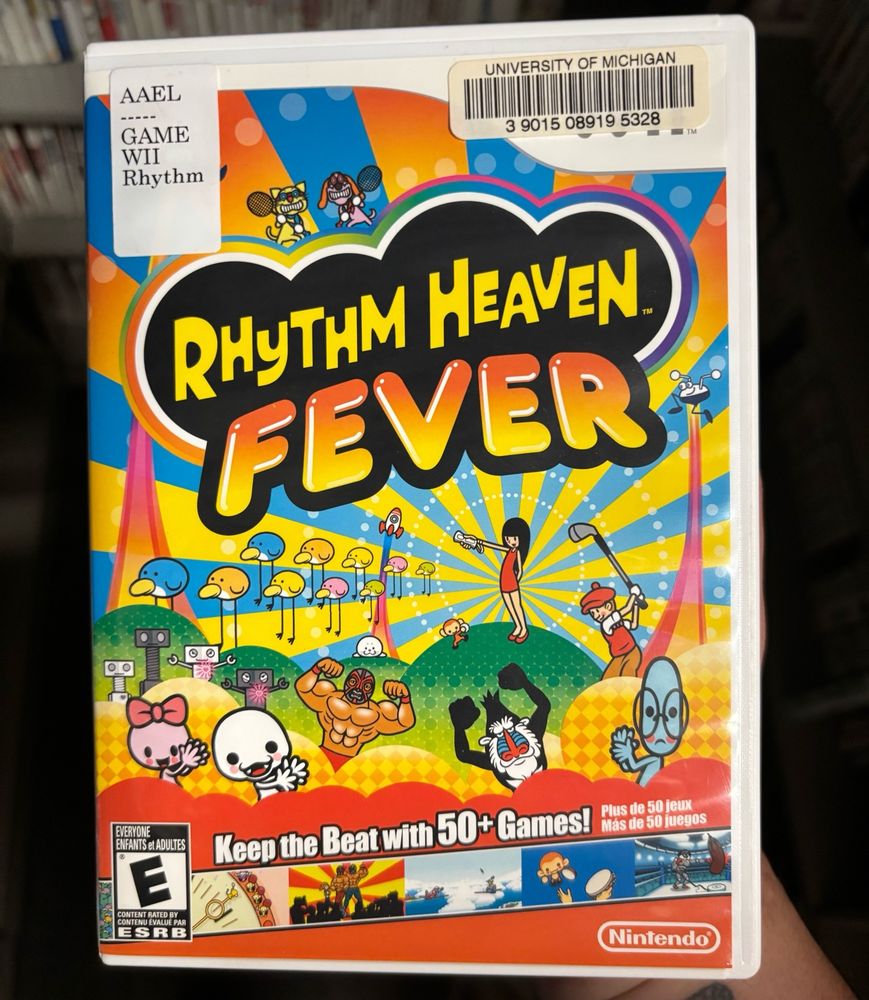 AAEL
-----
GAME
WII
Rhythm
UNIVERSITY OF MICHIGAN
3 9015 08919 5328
TM
RHYTHM HEAVEN™
FEVER
Keep the Beat with 50+ Games!
Plus de 50 jeux
Más de 50 juegos
EVERYONE
ENFANTS et ADULTES
E
®
CONTENT RATED BY
CONTENU ÉVALUÉ PAR
ESRB
Nintendo®